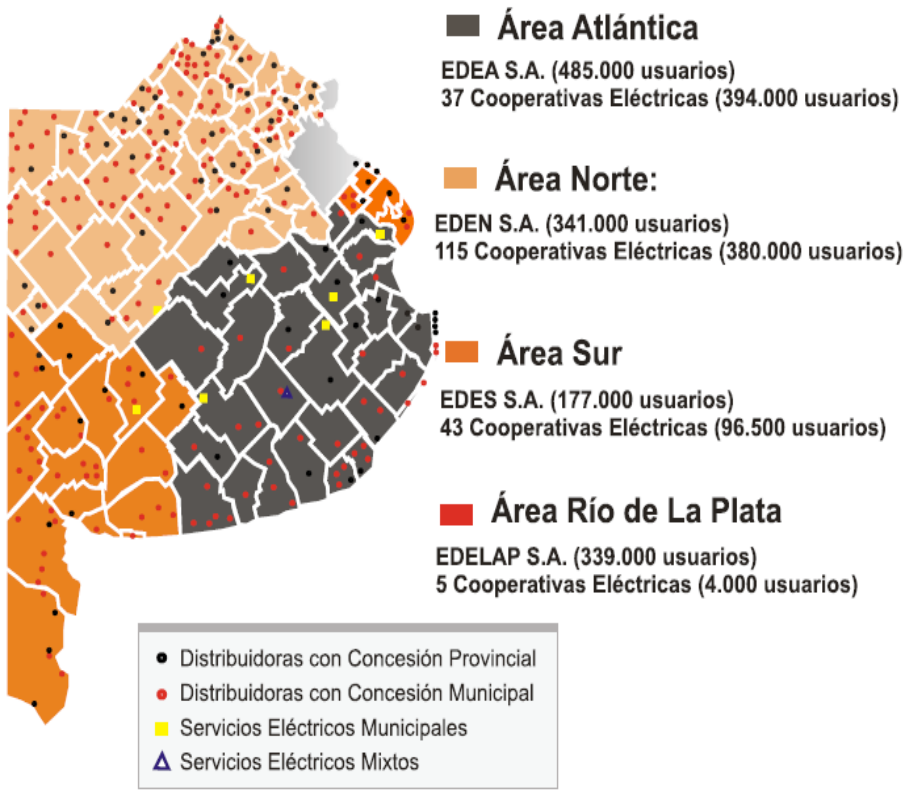 Área Atlántica
EDEA S.A. (485.000 usuarios)
37 Cooperativas Eléctricas (394.000 usuarios)
Área Norte:
EDEN S.A. (341.000 usuarios)
115 Cooperativas Eléctricas (380.000 usuarios)
Área Sur
EDES S.A. (177.000 usuarios)
43 Cooperativas Eléctricas (96.500 usuarios)
Área Río de La Plata
EDELAP S.A. (339.000 usuarios)
5 Cooperativas Eléctricas (4.000 usuarios)
Distribuidoras con Concesión Provincial
Distribuidoras con Concesión Municipal
Servicios Eléctricos Municipales
Servicios Eléctricos Mixtos